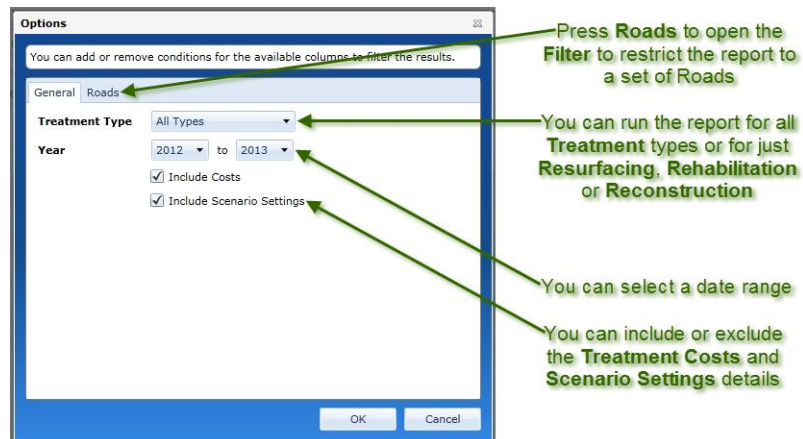 Options
You can add or remove conditions for the available columns to filter the results.
General Roads
Treatment Type All Types
Year 2012 to 2013
Include Costs
Include Scenario Settings
OK Cancel
Press Roads to open the
Filter to restrict the report to
a set of Roads
You can run the report for all
Treatment types or for just
Resurfacing, Rehabilitation
or Reconstruction
You can select a date range
You can include or exclude
the Treatment Costs and
Scenario Settings details